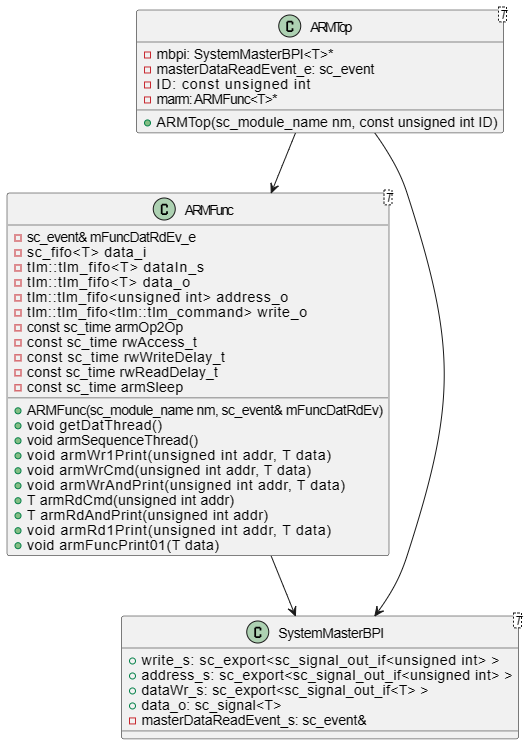 T
C ARMTop
mbpi: SystemMasterBPI<T>*
masterDataReadEvent_e: sc_event
ID: const unsigned int
marm: ARMFunc<T>*
ARMTop(sc_module_name nm, const unsigned int ID)
T
C ARMFunc
sc_event& mFuncDatRdEv_e
sc_fifo<T> data_i
tlm::tlm_fifo<T> dataIn_s
tlm::tlm_fifo<T> data_o
tlm::tlm_fifo<unsigned int> address_o
tlm::tlm_fifo<tlm::tlm_command> write_o
const sc_time armOp2Op
const sc_time rwAccess_t
const sc_time rwWriteDelay_t
const sc_time rwReadDelay_t
const sc_time armSleep
ARMFunc(sc_module_name nm, sc_event& mFuncDatRdEv)
void getDatThread()
void armSequenceThread()
void armWr1Print(unsigned int addr, T data)
void armWrCmd(unsigned int addr, T data)
void armWrAndPrint(unsigned int addr, T data)
T armRdCmd(unsigned int addr)
T armRdAndPrint(unsigned int addr)
void armRd1Print(unsigned int addr, T data)
void armFuncPrint01(T data)
T
C SystemMasterBPI
write_s: sc_export<sc_signal_out_if<unsigned int> >
address_s: sc_export<sc_signal_out_if<unsigned int> >
dataWr_s: sc_export<sc_signal_out_if<T> >
data_o: sc_signal<T>
masterDataReadEvent_s: sc_event&